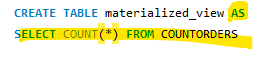 CREATE TABLE materialized_view AS
SELECT COUNT(*) FROM COUNTORDERS